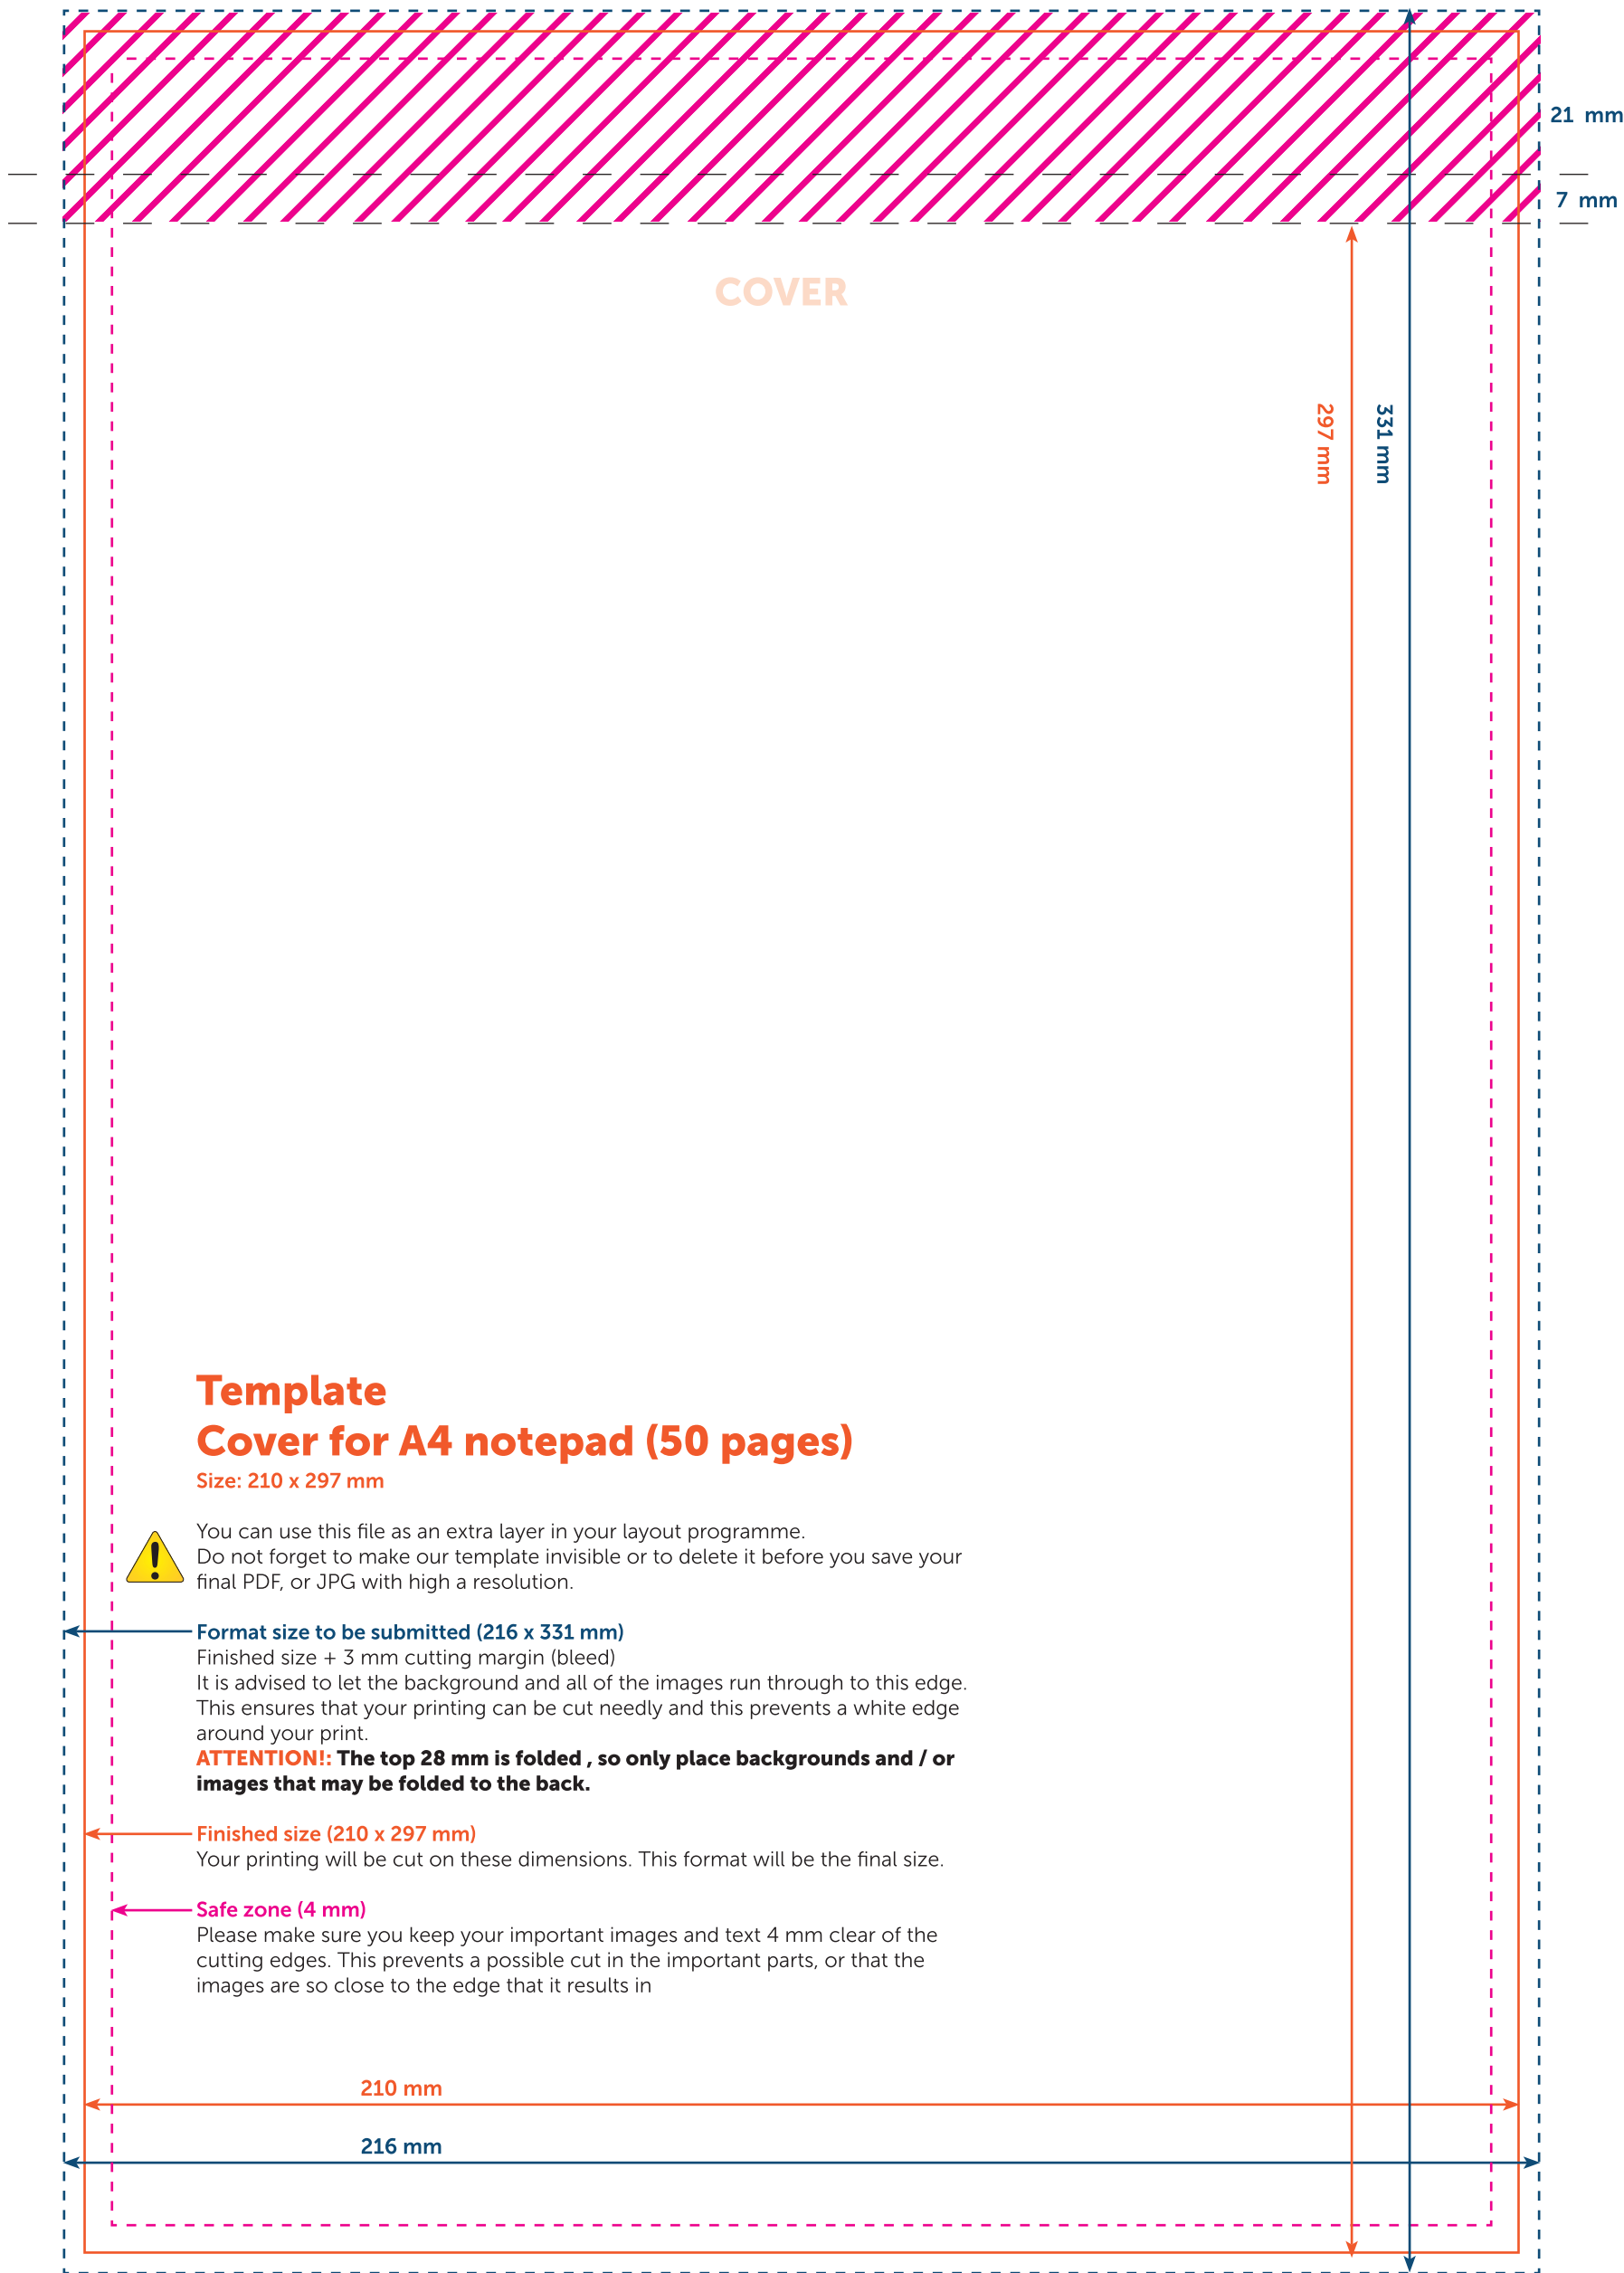 21 mm
7 mm
COVER
297 mm
331 mm
Template
Cover for A4 notepad (50 pages)
Size: 210 x 297 mm
You can use this file as an extra layer in your layout programme.
Do not forget to make our template invisible or to delete it before you save your
final PDF, or JPG with high a resolution.
Format size to be submitted (216 x 331 mm)
Finished size + 3 mm cutting margin (bleed)
It is advised to let the background and all of the images run through to this edge.
This ensures that your printing can be cut needly and this prevents a white edge
around your print.
ATTENTION!: The top 28 mm is folded , so only place backgrounds and / or
images that may be folded to the back.
Finished size (210 x 297 mm)
Your printing will be cut on these dimensions. This format will be the final size.
Safe zone (4 mm)
Please make sure you keep your important images and text 4 mm clear of the
cutting edges. This prevents a possible cut in the important parts, or that the
images are so close to the edge that it results in
210 mm
216 mm